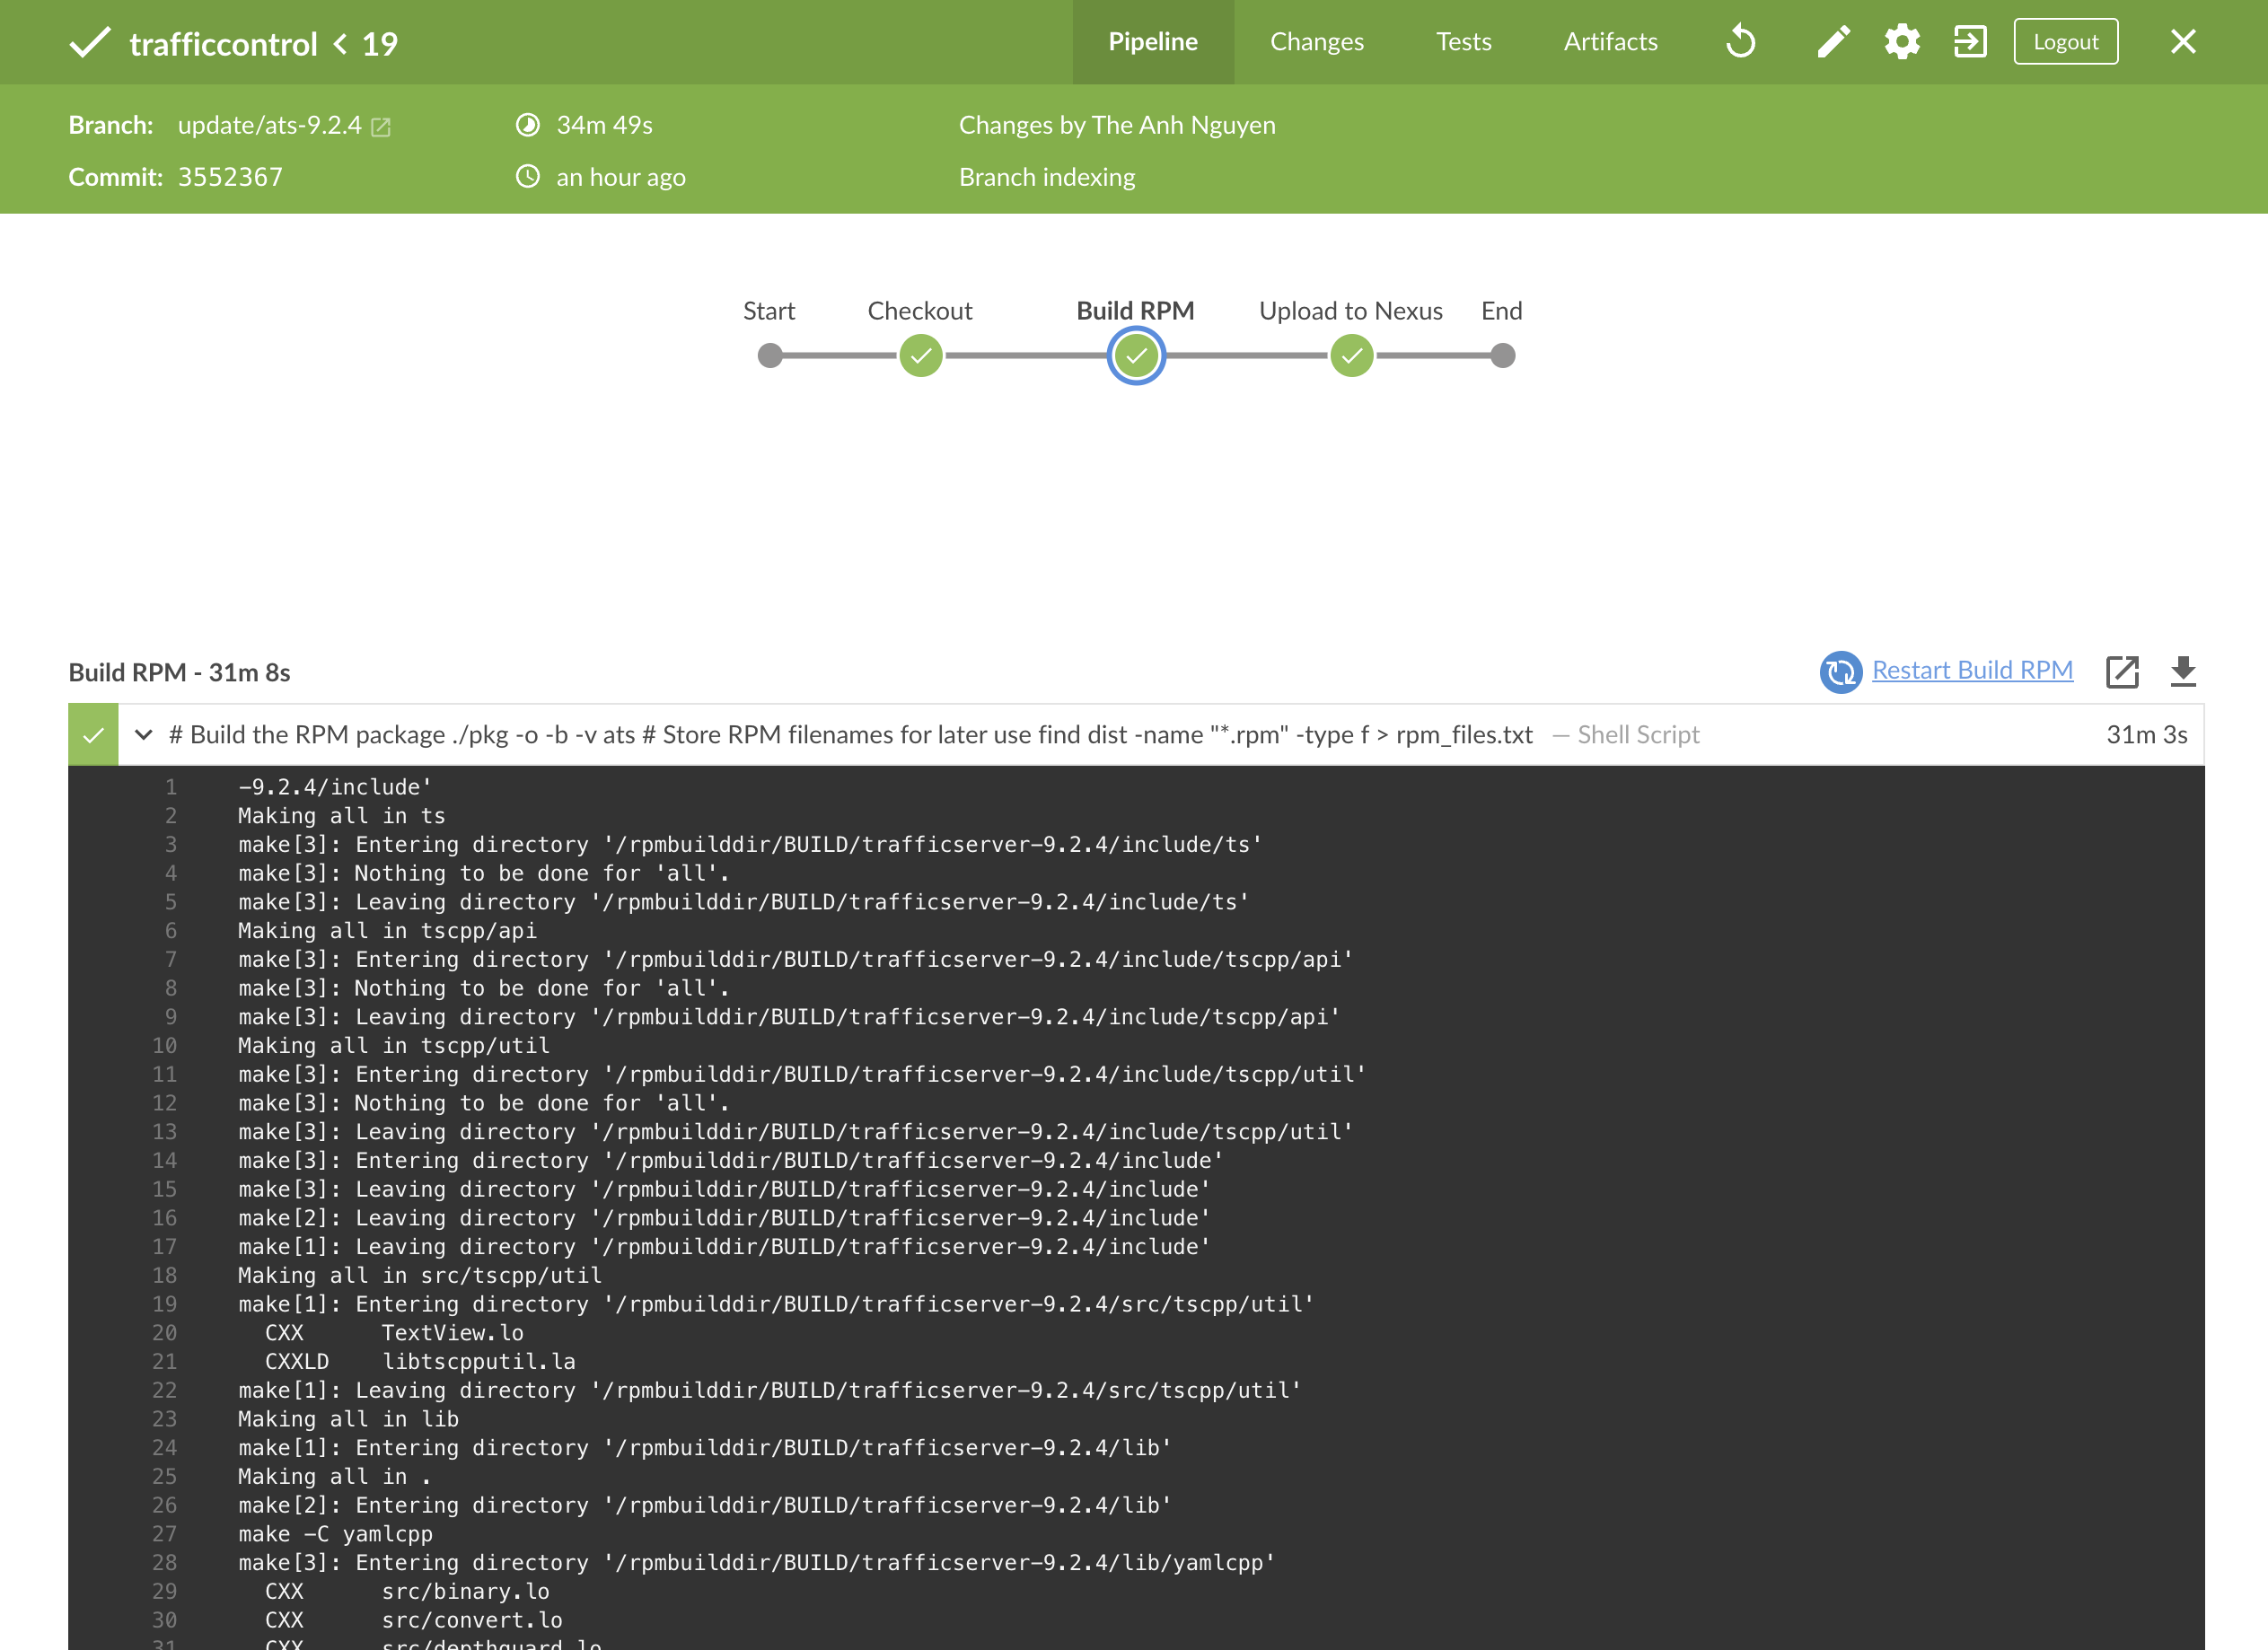 trafficcontrol < 19
Pipeline Changes Tests Artifacts Logout
Branch: update/ats-9.2.4 34m 49s Changes by The Anh Nguyen
Commit: 3552367 an hour ago Branch indexing
Start Checkout Build RPM Upload to Nexus End
Build RPM - 31m 8s Restart Build RPM
# Build the RPM package ./pkg -o -b -v ats # Store RPM filenames for later use find dist -name "*.rpm" -type f > rpm_files.txt — Shell Script 31m 3s
1 -9.2.4/include'
2 Making all in ts
3 make[3]: Entering directory '/rpmbuilddir/BUILD/trafficserver-9.2.4/include/ts'
4 make[3]: Nothing to be done for 'all'.
5 make[3]: Leaving directory '/rpmbuilddir/BUILD/trafficserver-9.2.4/include/ts'
6 Making all in tscpp/api
7 make[3]: Entering directory '/rpmbuilddir/BUILD/trafficserver-9.2.4/include/tscpp/api'
8 make[3]: Nothing to be done for 'all'.
9 make[3]: Leaving directory '/rpmbuilddir/BUILD/trafficserver-9.2.4/include/tscpp/api'
10 Making all in tscpp/util
11 make[3]: Entering directory '/rpmbuilddir/BUILD/trafficserver-9.2.4/include/tscpp/util'
12 make[3]: Nothing to be done for 'all'.
13 make[3]: Leaving directory '/rpmbuilddir/BUILD/trafficserver-9.2.4/include/tscpp/util'
14 make[3]: Entering directory '/rpmbuilddir/BUILD/trafficserver-9.2.4/include'
15 make[3]: Leaving directory '/rpmbuilddir/BUILD/trafficserver-9.2.4/include'
16 make[2]: Leaving directory '/rpmbuilddir/BUILD/trafficserver-9.2.4/include'
17 make[1]: Leaving directory '/rpmbuilddir/BUILD/trafficserver-9.2.4/include'
18 Making all in src/tscpp/util
19 make[1]: Entering directory '/rpmbuilddir/BUILD/trafficserver-9.2.4/src/tscpp/util'
20 CXX TextView.lo
21 CXXLD libtscpputil.la
22 make[1]: Leaving directory '/rpmbuilddir/BUILD/trafficserver-9.2.4/src/tscpp/util'
23 Making all in lib
24 make[1]: Entering directory '/rpmbuilddir/BUILD/trafficserver-9.2.4/lib'
25 Making all in .
26 make[2]: Entering directory '/rpmbuilddir/BUILD/trafficserver-9.2.4/lib'
27 make -C yamlcpp
28 make[3]: Entering directory '/rpmbuilddir/BUILD/trafficserver-9.2.4/lib/yamlcpp'
29 CXX src/binary.lo
30 CXX src/convert.lo
31 CXX src/depthguard.lo